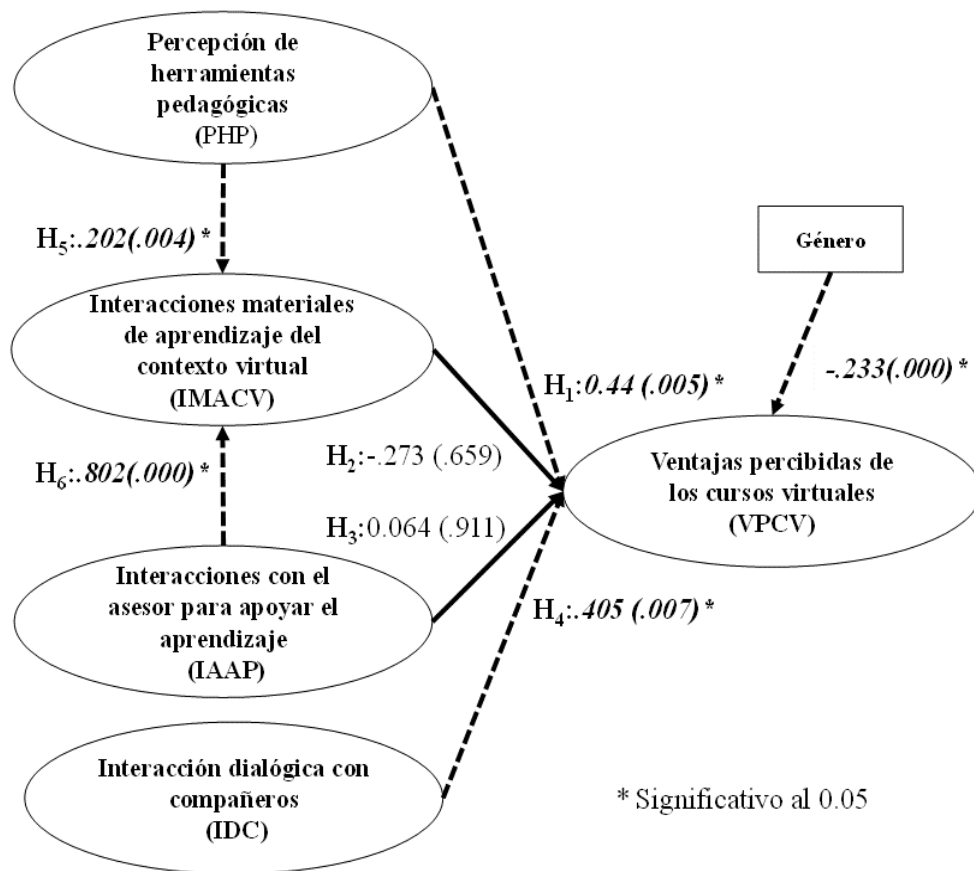 Percepción de
herramientas
pedagógicas
(PHP)
H5:.202(.004) *
Género
Interacciones materiales
de aprendizaje del
contexto virtual
(IMACV)
H1:0.44 (.005) *
-.233(.000) *
H6:.802(.000) *
H2:-.273 (.659)
Ventajas percibidas de
los cursos virtuales
(VPCV)
H3:0.064 (.911)
Interacciones con el
asesor para apoyar el
aprendizaje
(IAAP)
H4:.405 (.007) *
Interacción dialógica con
compañeros
(IDC)
* Significativo al 0.05